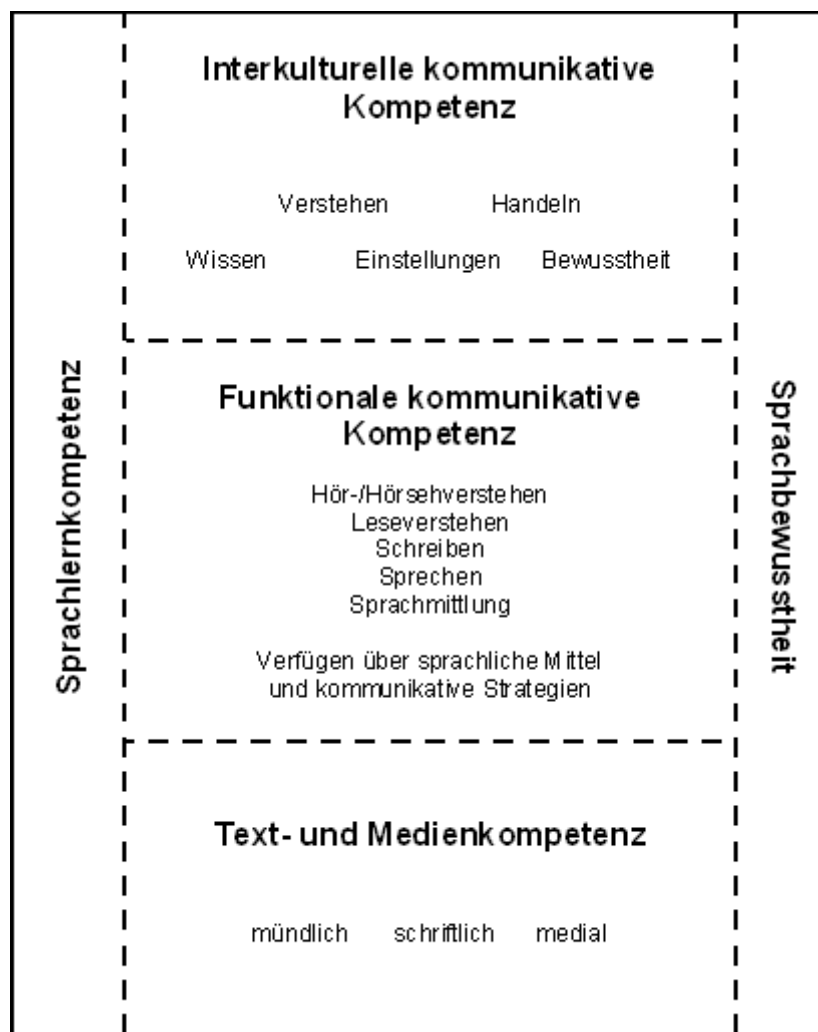 Interkulturelle kommunikative
Kompetenz
Verstehen Handeln
Wissen Einstellungen Bewusstheit
Sprachlernkompetenz
Funktionale kommunikative
Kompetenz
Hör-/Hörsehverstehen
Leseverstehen
Schreiben
Sprechen
Sprachmittlung
Verfügen über sprachliche Mittel
und kommunikative Strategien
Sprachbewusstheit
Text- und Medienkompetenz
mündlich schriftlich medial